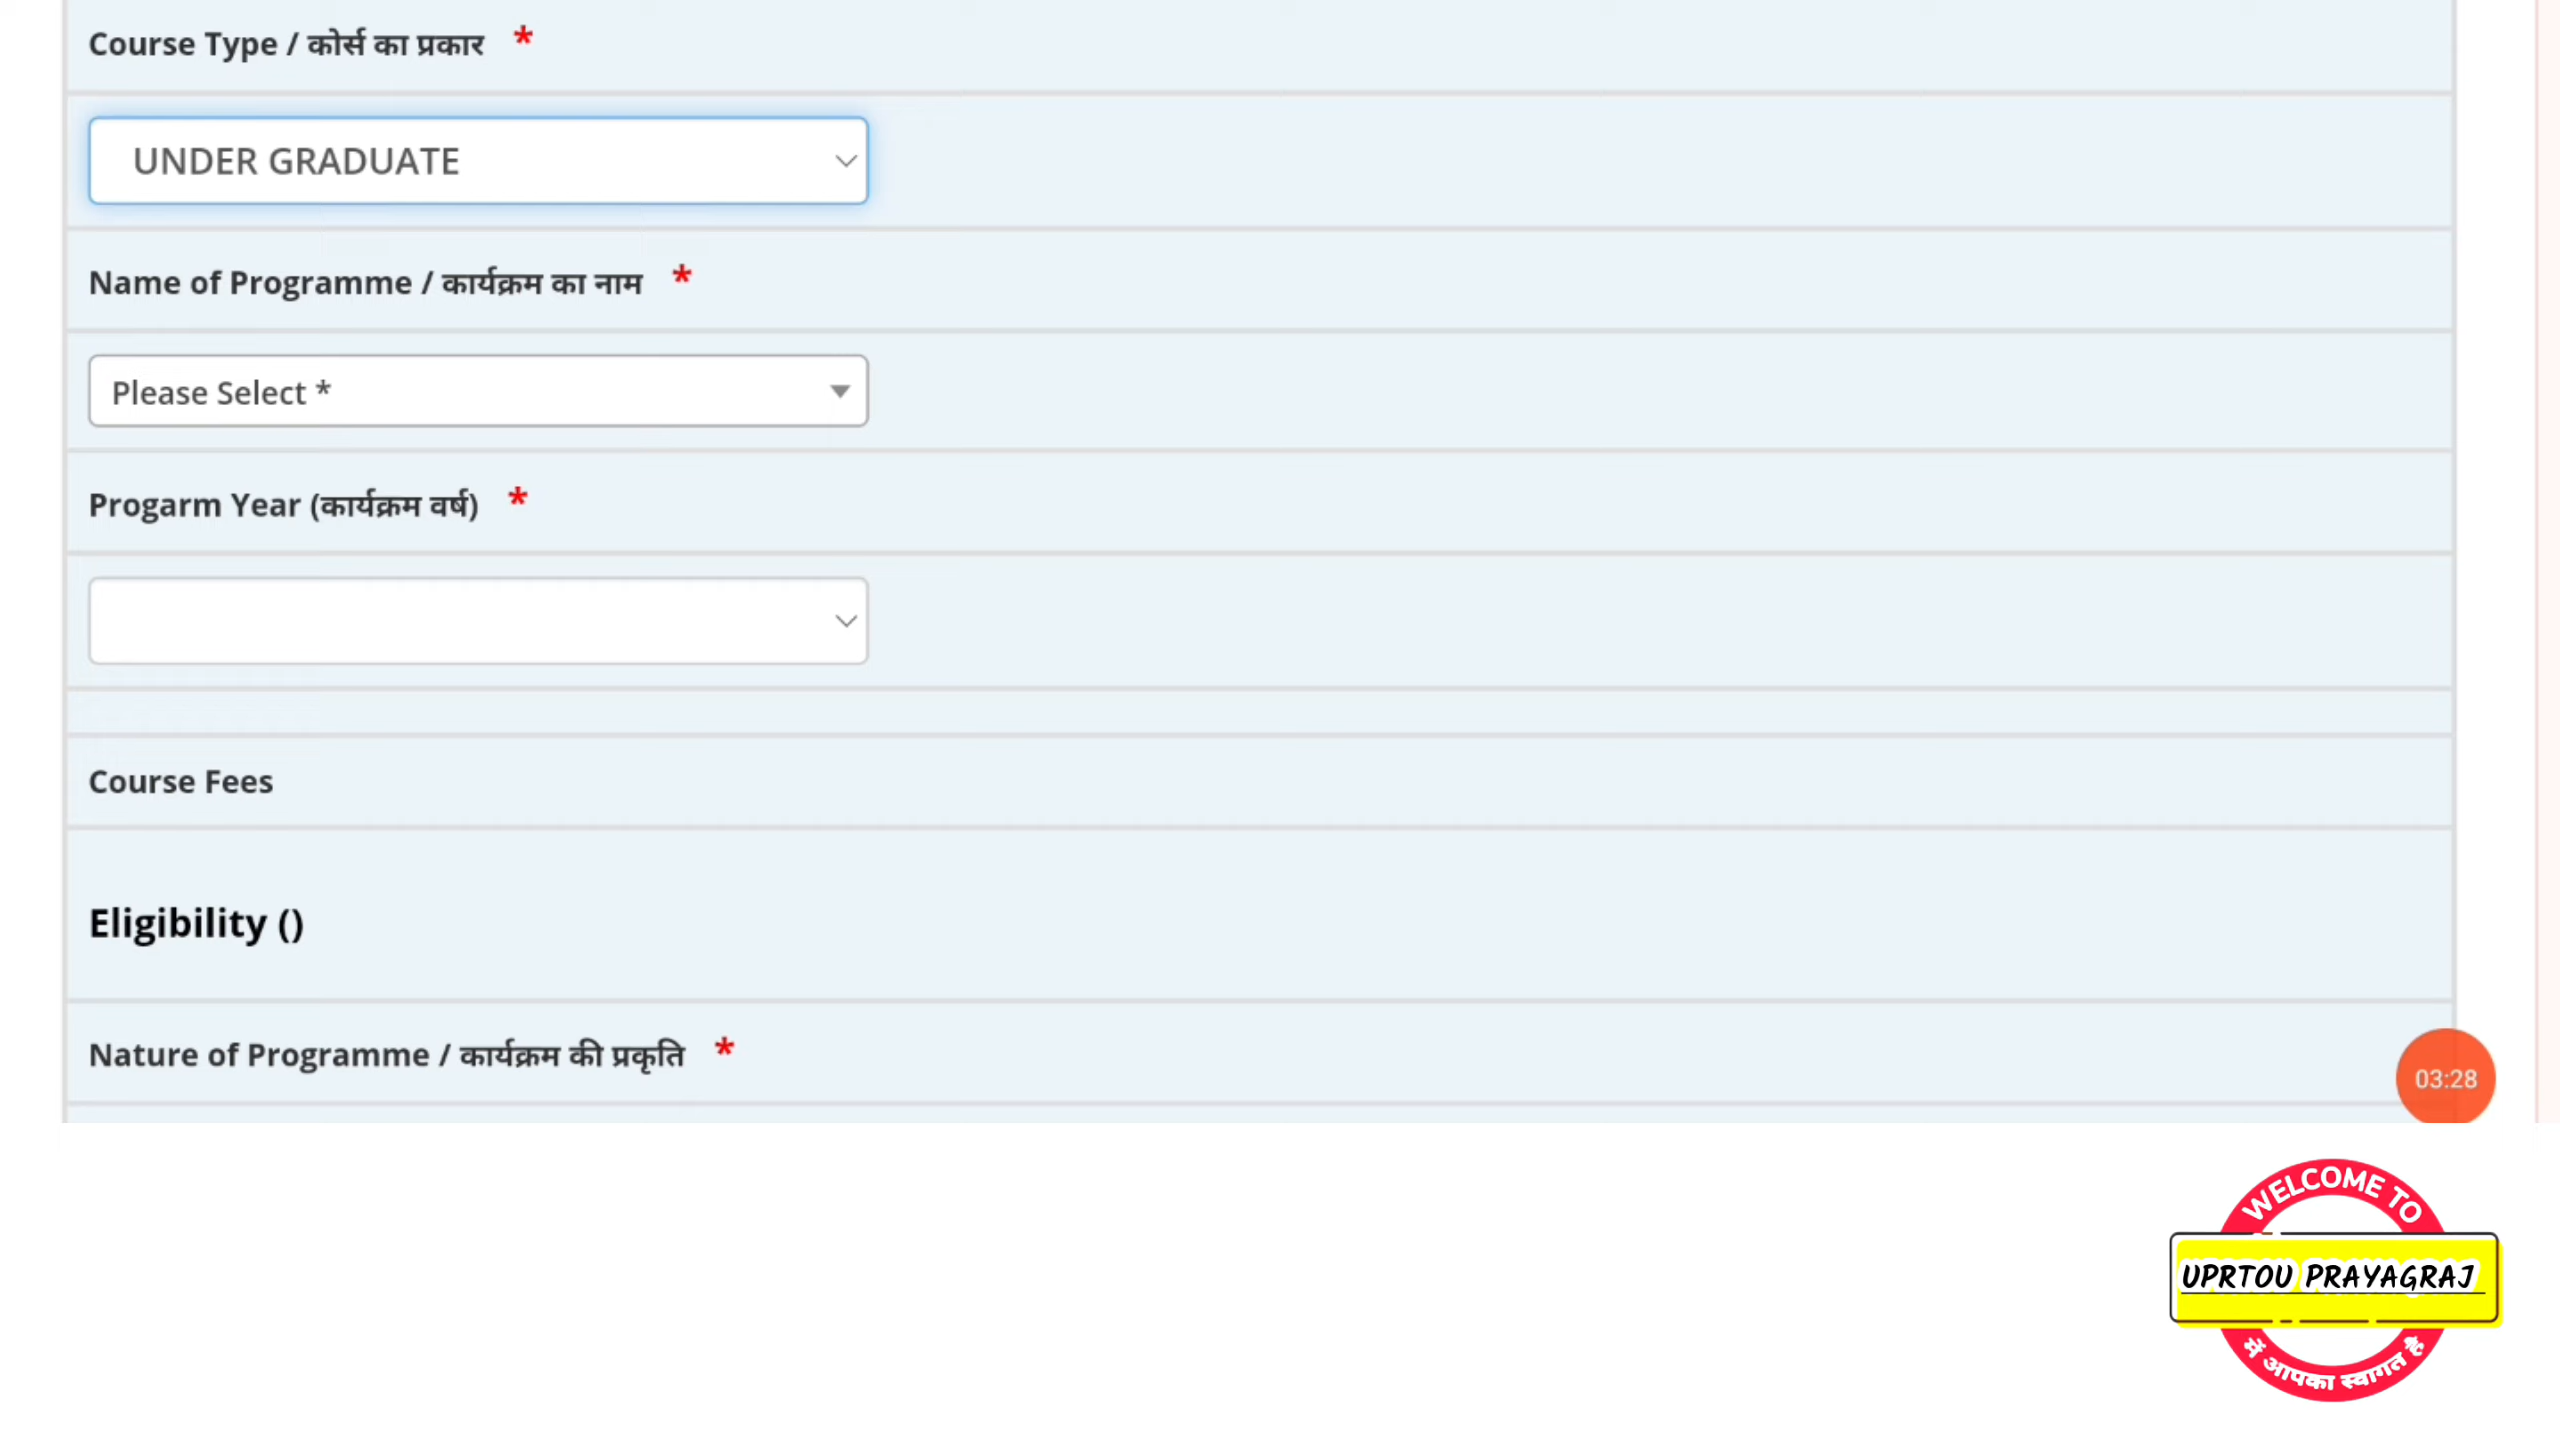 Course Type / कोर्स का प्रकार *
UNDER GRADUATE
Name of Programme / कार्यक्रम का नाम *
Please Select *
Progarm Year (कार्यक्रम वर्ष) *
Course Fees
Eligibility ()
Nature of Programme / कार्यक्रम की प्रकृति *
03:28
WELCOME TO
UPRTOU PRAYAGRAJ
में आपका स्वागत है